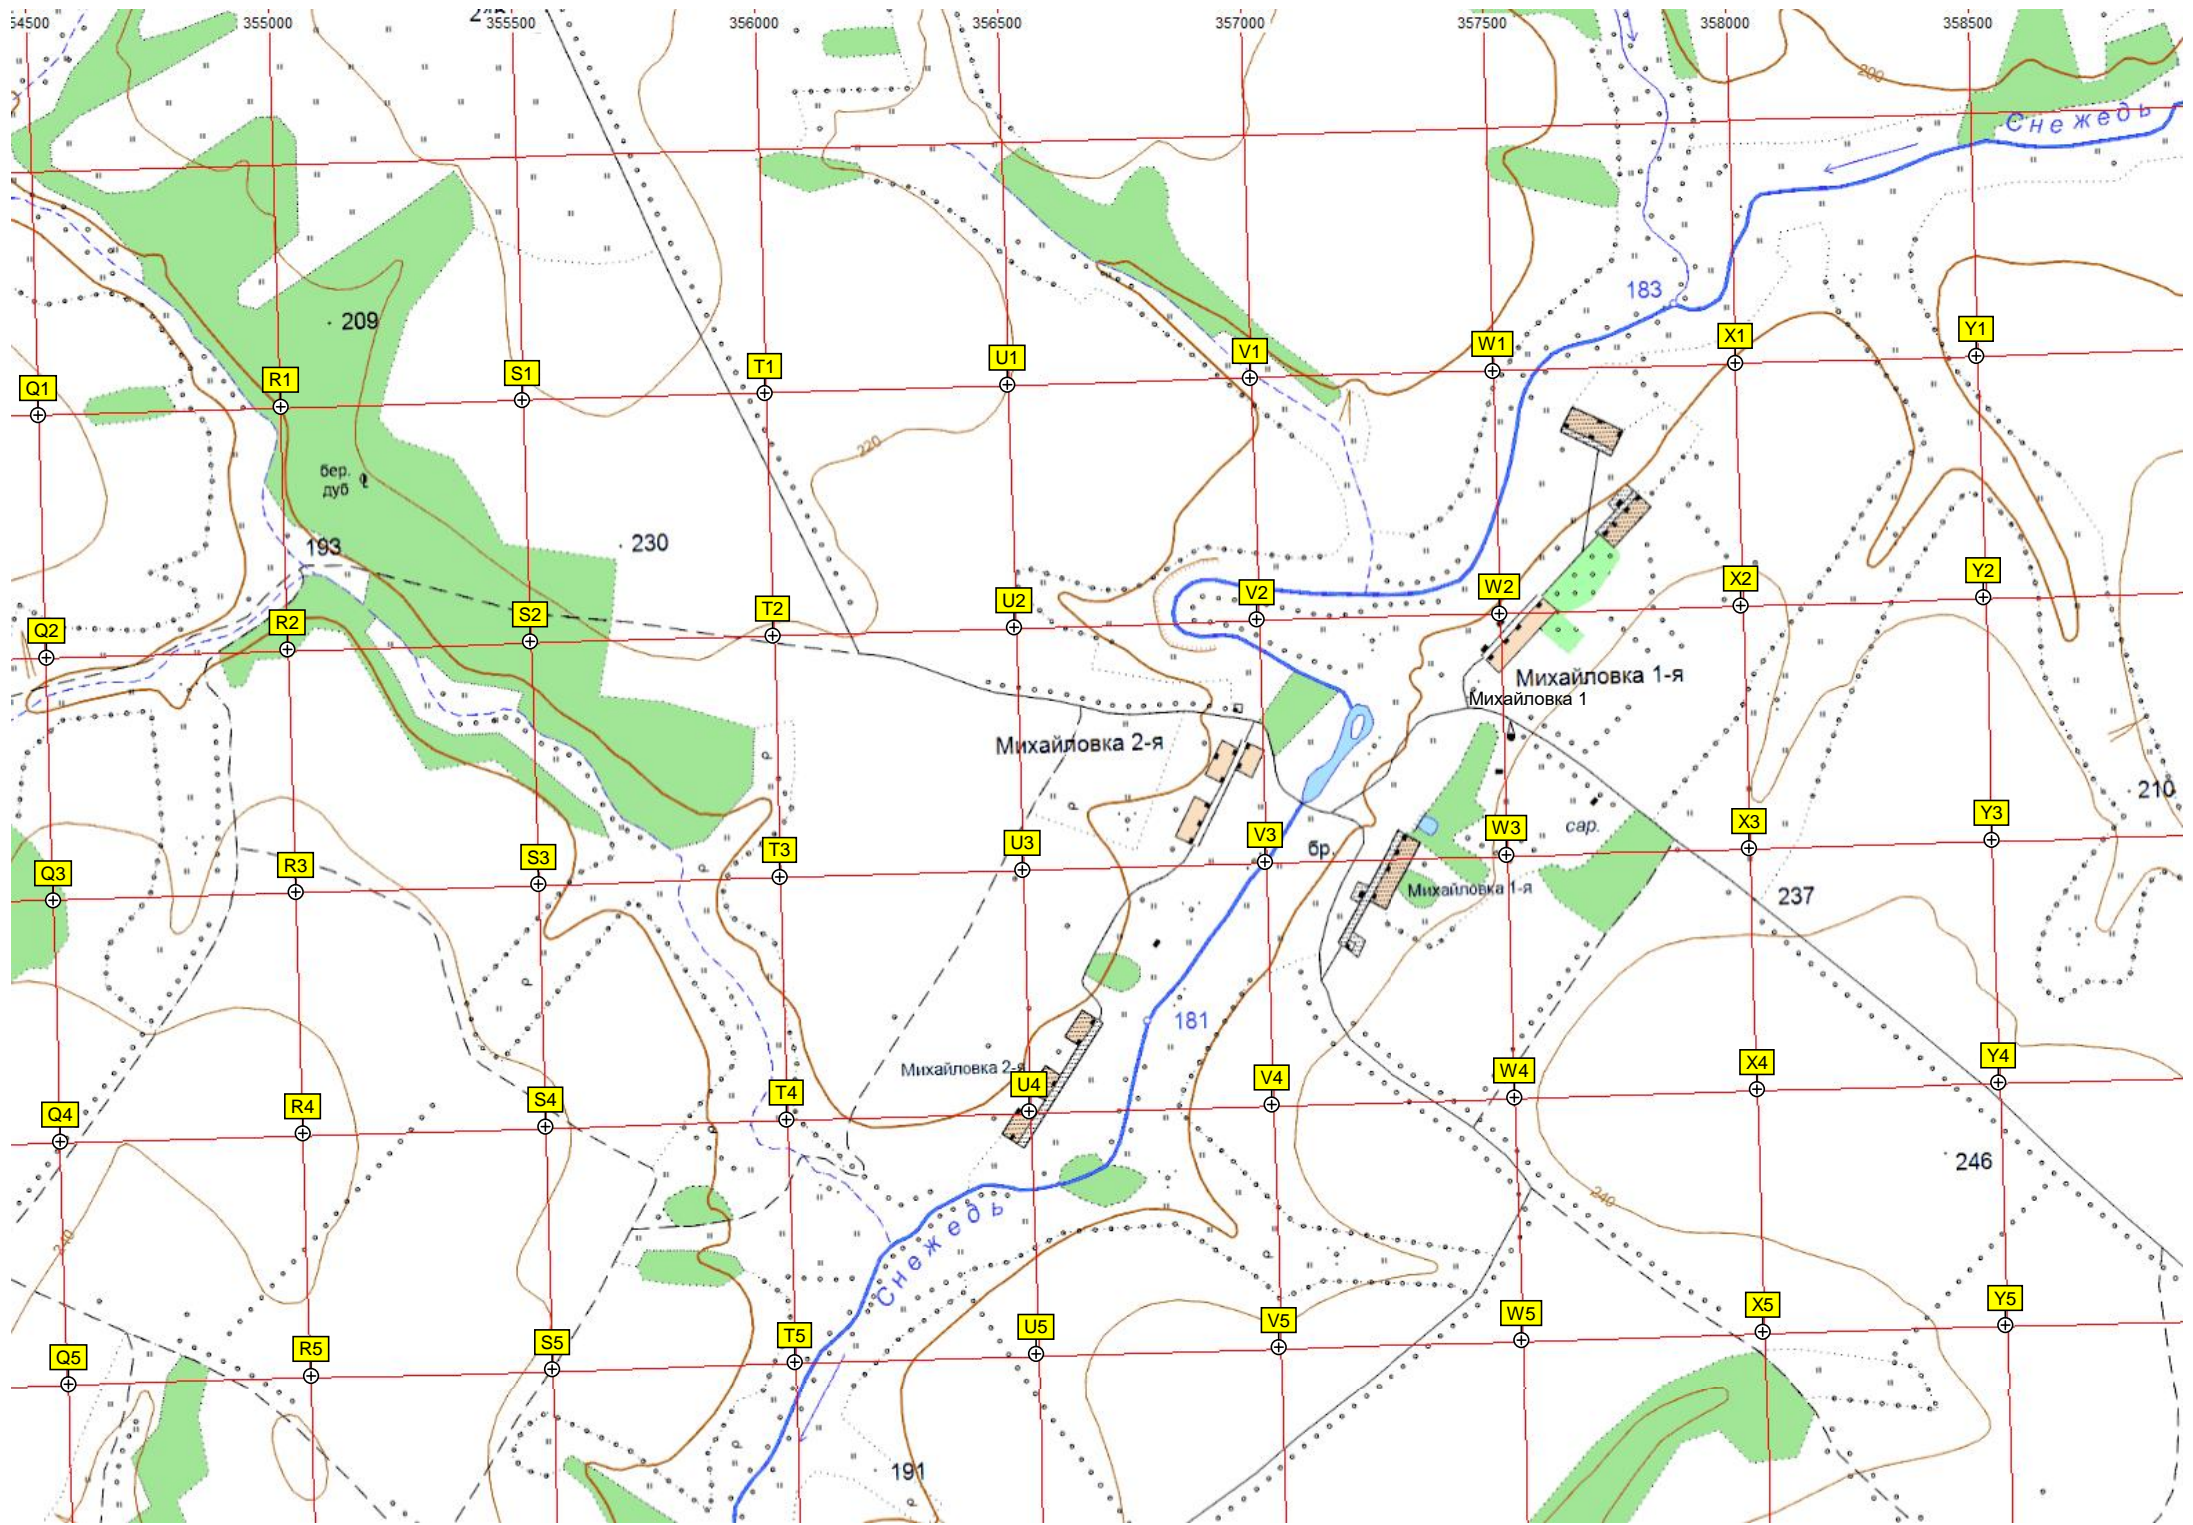 54500 355000 355500 356000 356500 357000 357500 358000 358500
200
Снежедь
183
209
Q1 R1 S1 T1 U1 V1 W1 X1 Y1
220
бер.
дуб
193
230
Q2 R2 S2 T2 U2 V2 W2 X2 Y2
Михайловка 1-я
Михайловка 1
Михайловка 2-я
210
сар.
бр.
Q3 R3 S3 T3 U3 V3 W3 X3 Y3
Михайловка 1-я
237
181
Михайловка 2-я
Q4 R4 S4 T4 U4 V4 W4 X4 Y4
246
240
240
Снежедь
Q5 R5 S5 T5 U5 V5 W5 X5 Y5
191